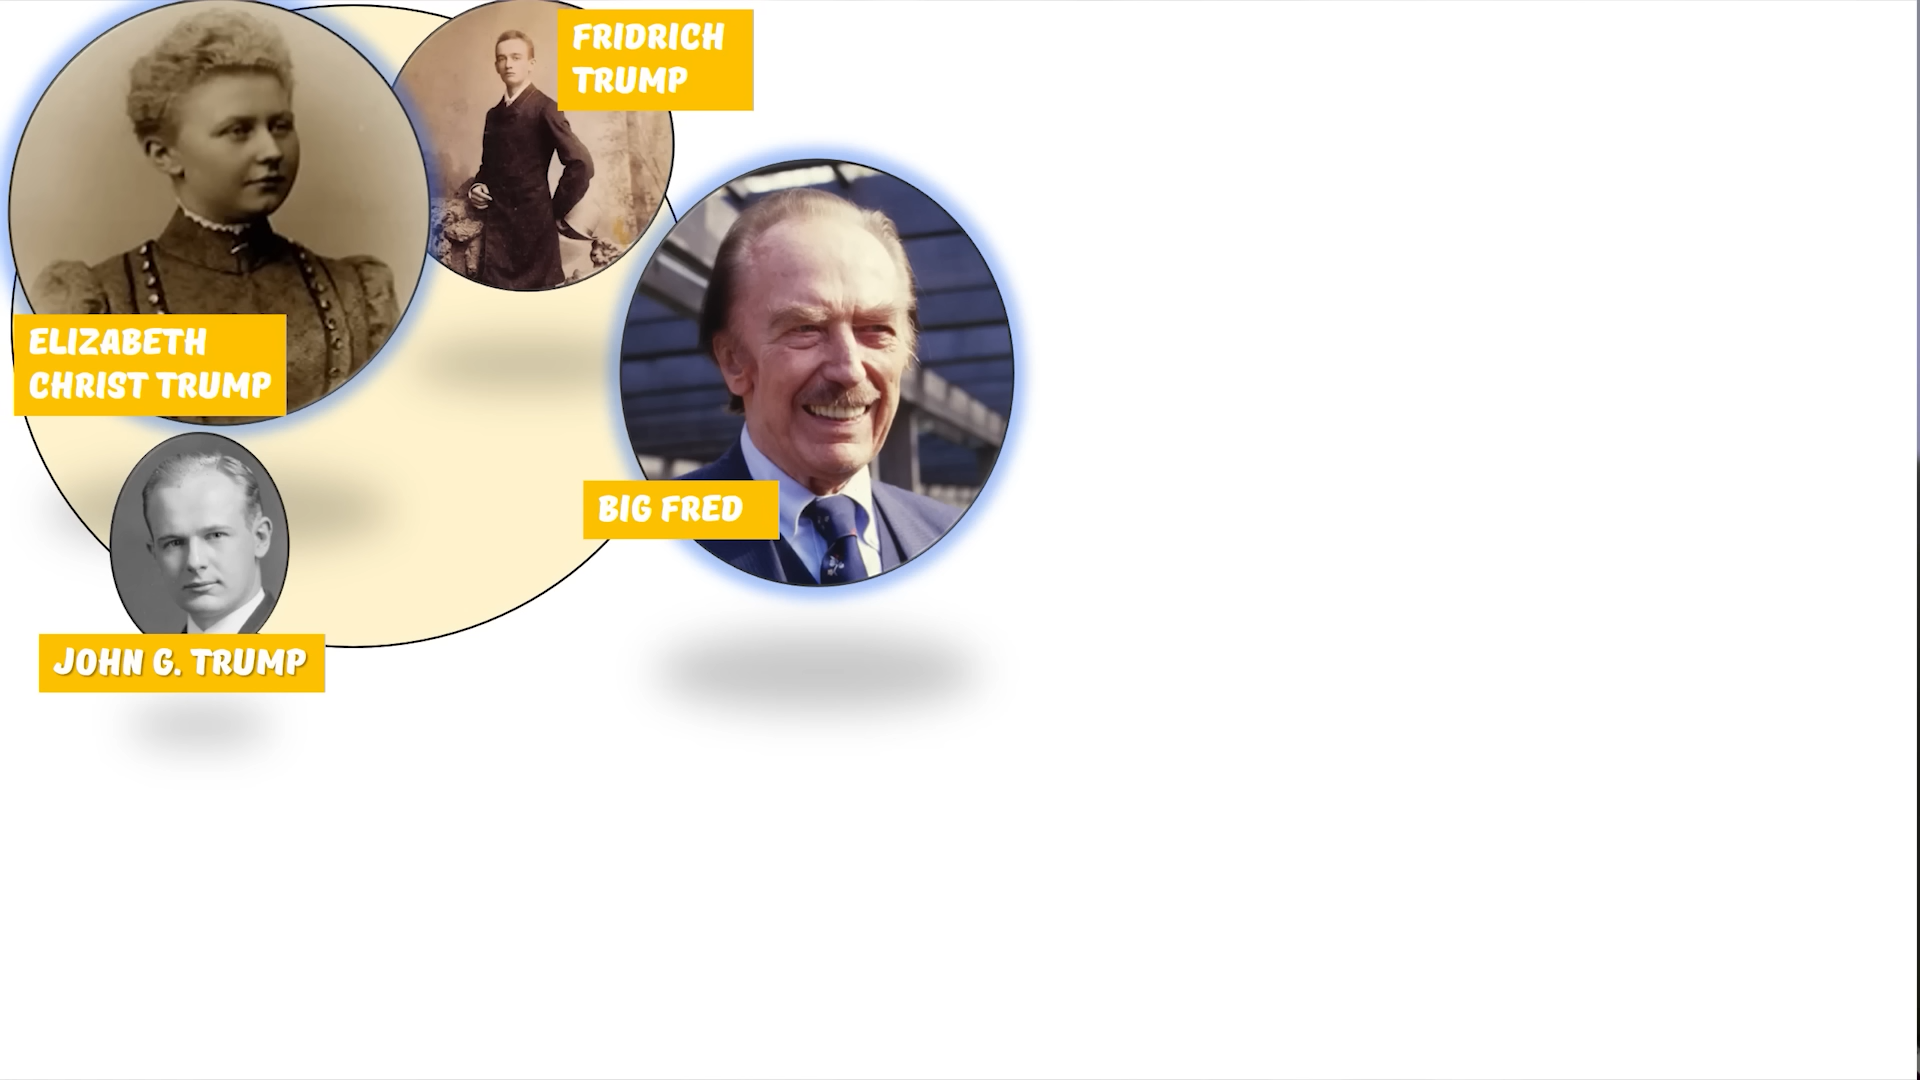 FRIDRICH
TRUMP
ELIZABETH
CHRIST TRUMP
BIG FRED
JOHN G. TRUMP